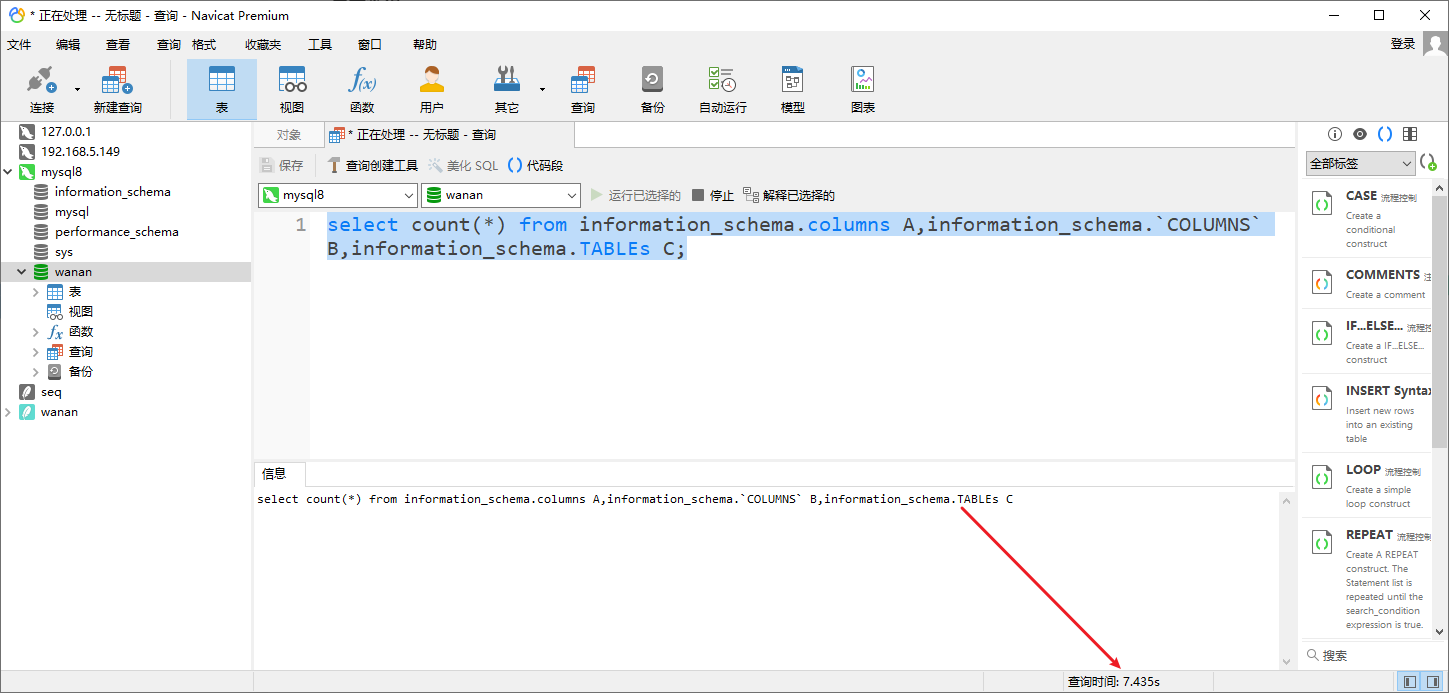 * 正在处理 -- 无标题 - 查询 - Navicat Premium
文件 编辑 查看 查询 格式 收藏夹 工具 窗口 帮助 登录
连接 新建查询 表 视图 函数 用户 其它 查询 备份 自动运行 模型 图表
127.0.0.1
192.168.5.149
mysql8
information_schema
mysql
performance_schema
sys
wanan
表
视图
函数
查询
备份
seq
wanan
对象 * 正在处理 -- 无标题 - 查询
保存 查询创建工具 美化 SQL () 代码段
mysql8 wanan 运行已选择的 停止 解释已选择的
1 select count(*) from information_schema.columns A,information_schema.`COLUMNS`
B,information_schema.TABLEs C;
信息
select count(*) from information_schema.columns A,information_schema.`COLUMNS` B,information_schema.TABLEs C
查询时间: 7.435s
全部标签
CASE 流程控制
Create a
conditional
construct
COMMENTS 注
Create a comment
IF...ELSE... 流程控
Create a IF...ELSE...
construct
INSERT Syntax
Insert new rows
into an existing
table
LOOP 流程控制
Create a simple
loop construct
REPEAT 流程控制
Create A REPEAT
construct. The
Statement list is
repeated until the
search_condition
expression is true.
搜索